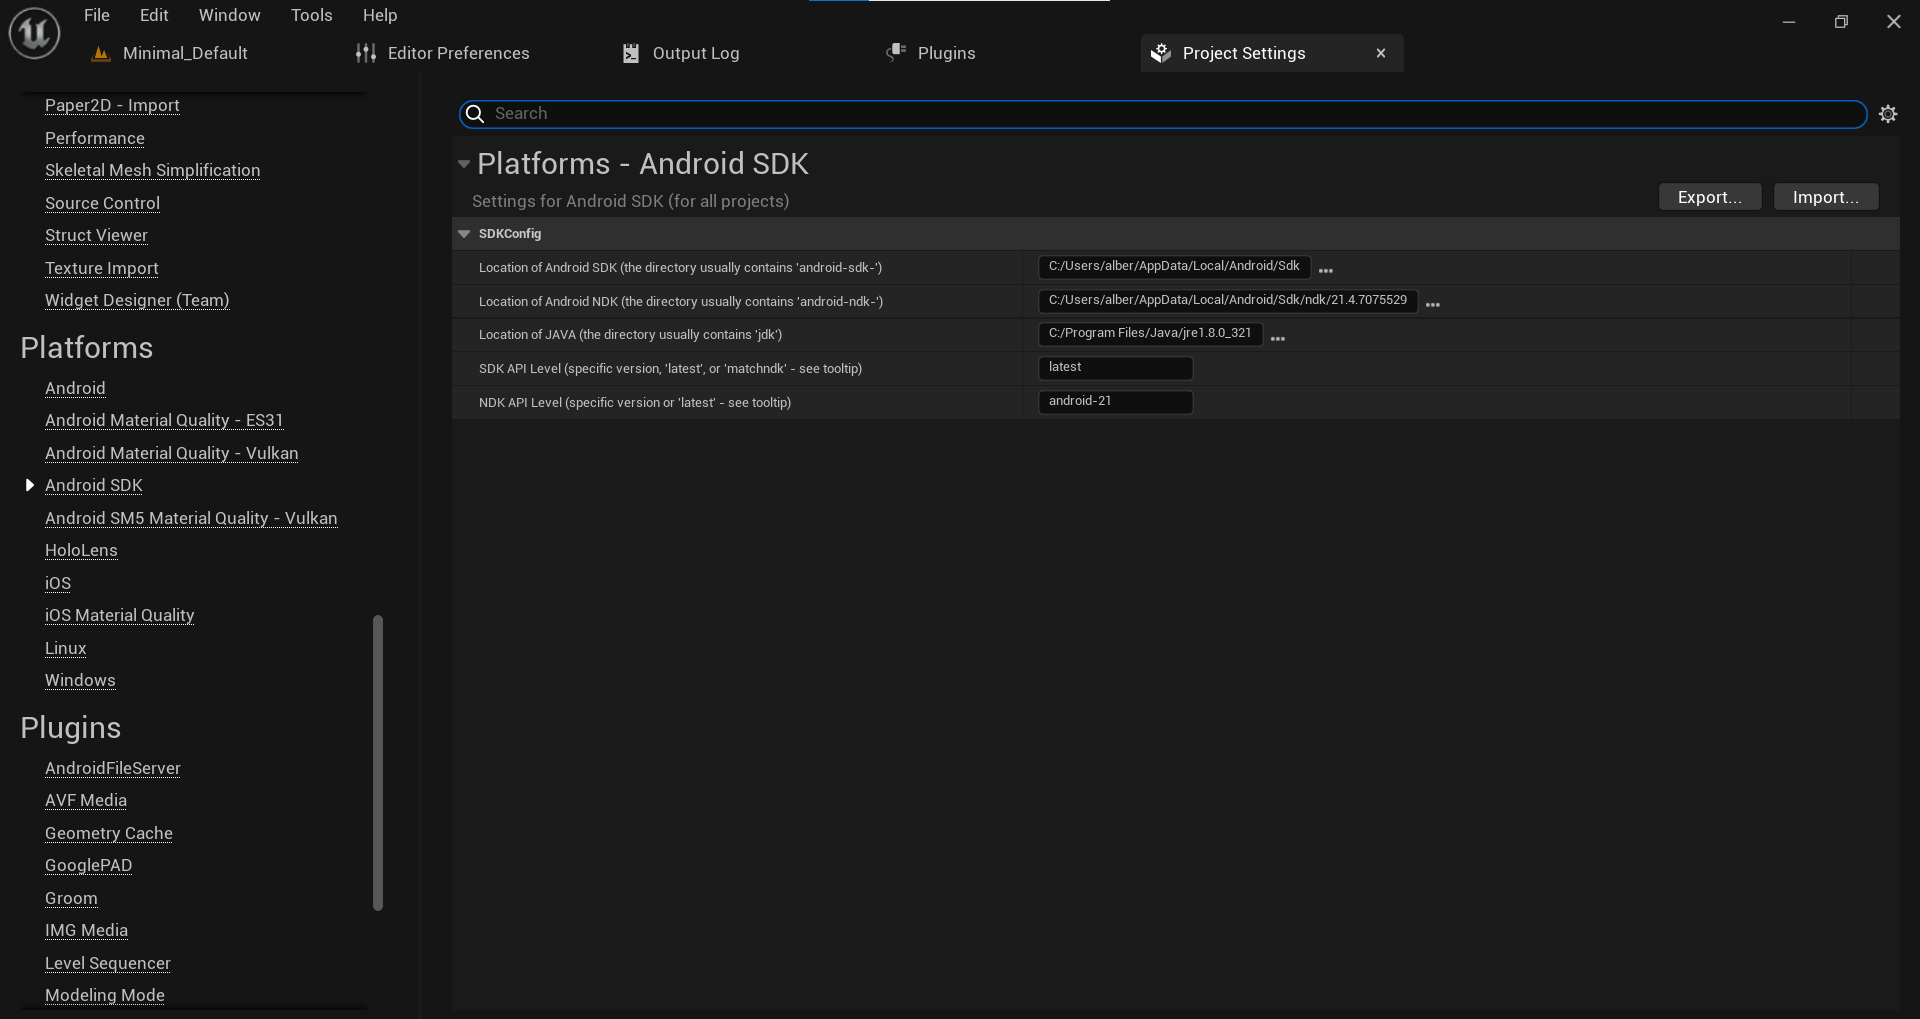 File Edit Window Tools Help
Minimal_Default Editor Preferences Output Log Plugins Project Settings
Paper2D - Import
Performance
Skeletal Mesh Simplification
Source Control
Struct Viewer
Texture Import
Widget Designer (Team)
Platforms
Android
Android Material Quality - ES31
Android Material Quality - Vulkan
Android SDK
Android SM5 Material Quality - Vulkan
HoloLens
iOS
iOS Material Quality
Linux
Windows
Plugins
AndroidFileServer
AVF Media
Geometry Cache
GooglePAD
Groom
IMG Media
Level Sequencer
Modeling Mode
Search
Platforms - Android SDK
Settings for Android SDK (for all projects)
Export... Import...
SDKConfig
Location of Android SDK (the directory usually contains 'android-sdk-') C:/Users/alber/AppData/Local/Android/Sdk ...
Location of Android NDK (the directory usually contains 'android-ndk-') C:/Users/alber/AppData/Local/Android/Sdk/ndk/21.4.7075529 ...
Location of JAVA (the directory usually contains 'jdk') C:/Program Files/Java/jre1.8.0_321 ...
SDK API Level (specific version, 'latest', or 'matchndk' - see tooltip) latest
NDK API Level (specific version or 'latest' - see tooltip) android-21